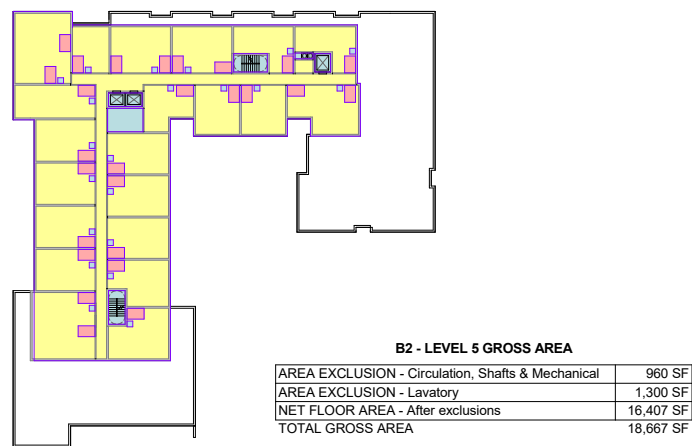 B2 - LEVEL 5 GROSS AREA
AREA EXCLUSION - Circulation, Shafts & Mechanical 960 SF
AREA EXCLUSION - Lavatory 1,300 SF
NET FLOOR AREA - After exclusions 16,407 SF
TOTAL GROSS AREA 18,667 SF